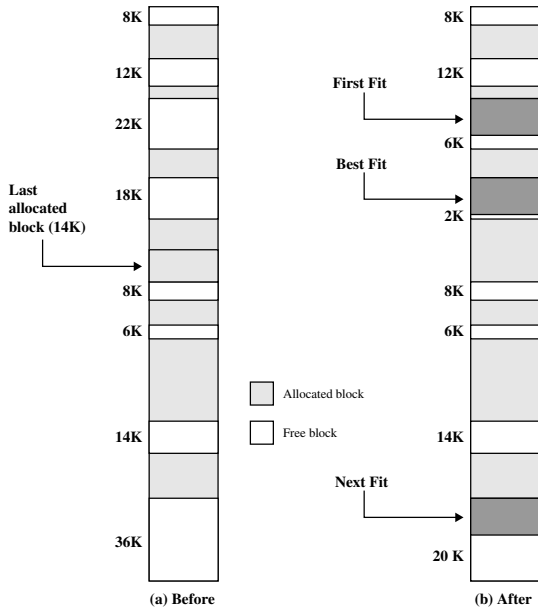 8K
12K
22K
Last
allocated
block (14K)
18K
8K
6K
14K
36K
(a) Before
Allocated block
Free block
8K
12K
First Fit
6K
Best Fit
2K
8K
6K
14K
Next Fit
20 K
(b) After